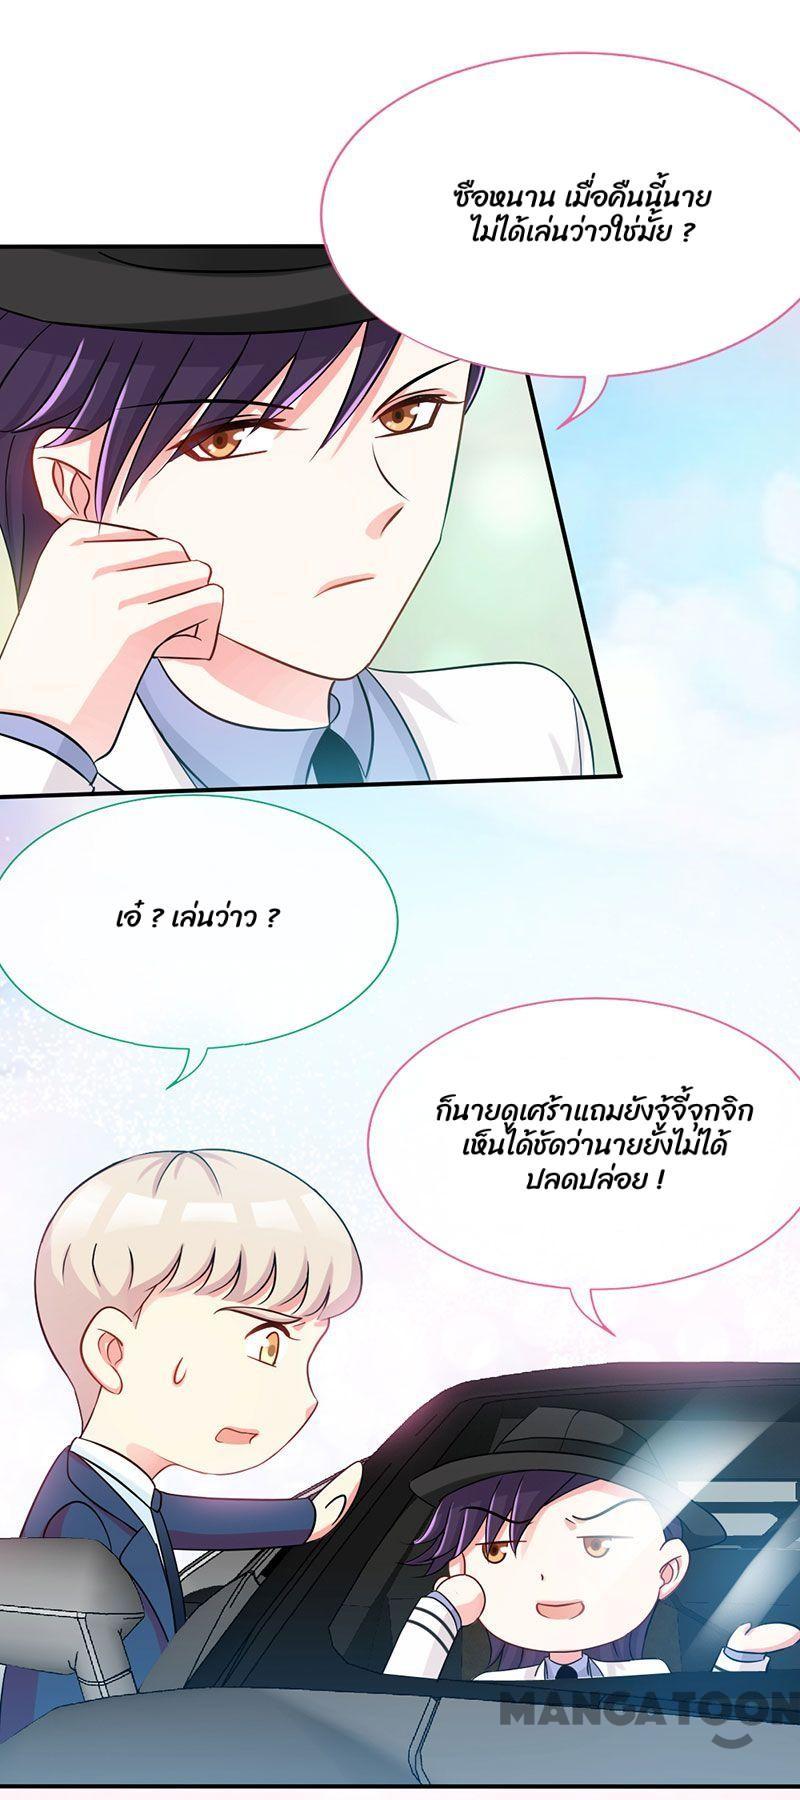 ซือหนาน เมื่อคืนนี้นาย
ไม่ได้เล่นว่าวใช่มั้ย ?
เอ๋ ? เล่นว่าว ?
ก็นายดูเศร้าแถมยังจู้จี้จุกจิก
เห็นได้ชัดว่านายยังไม่ได้
ปลดปล่อย !
MANGATOON